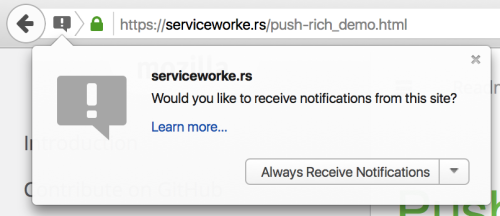 https://serviceworke.rs/push-rich_demo.html
serviceworke.rs
Would you like to receive notifications from this site?
Learn more...
Always Receive Notifications